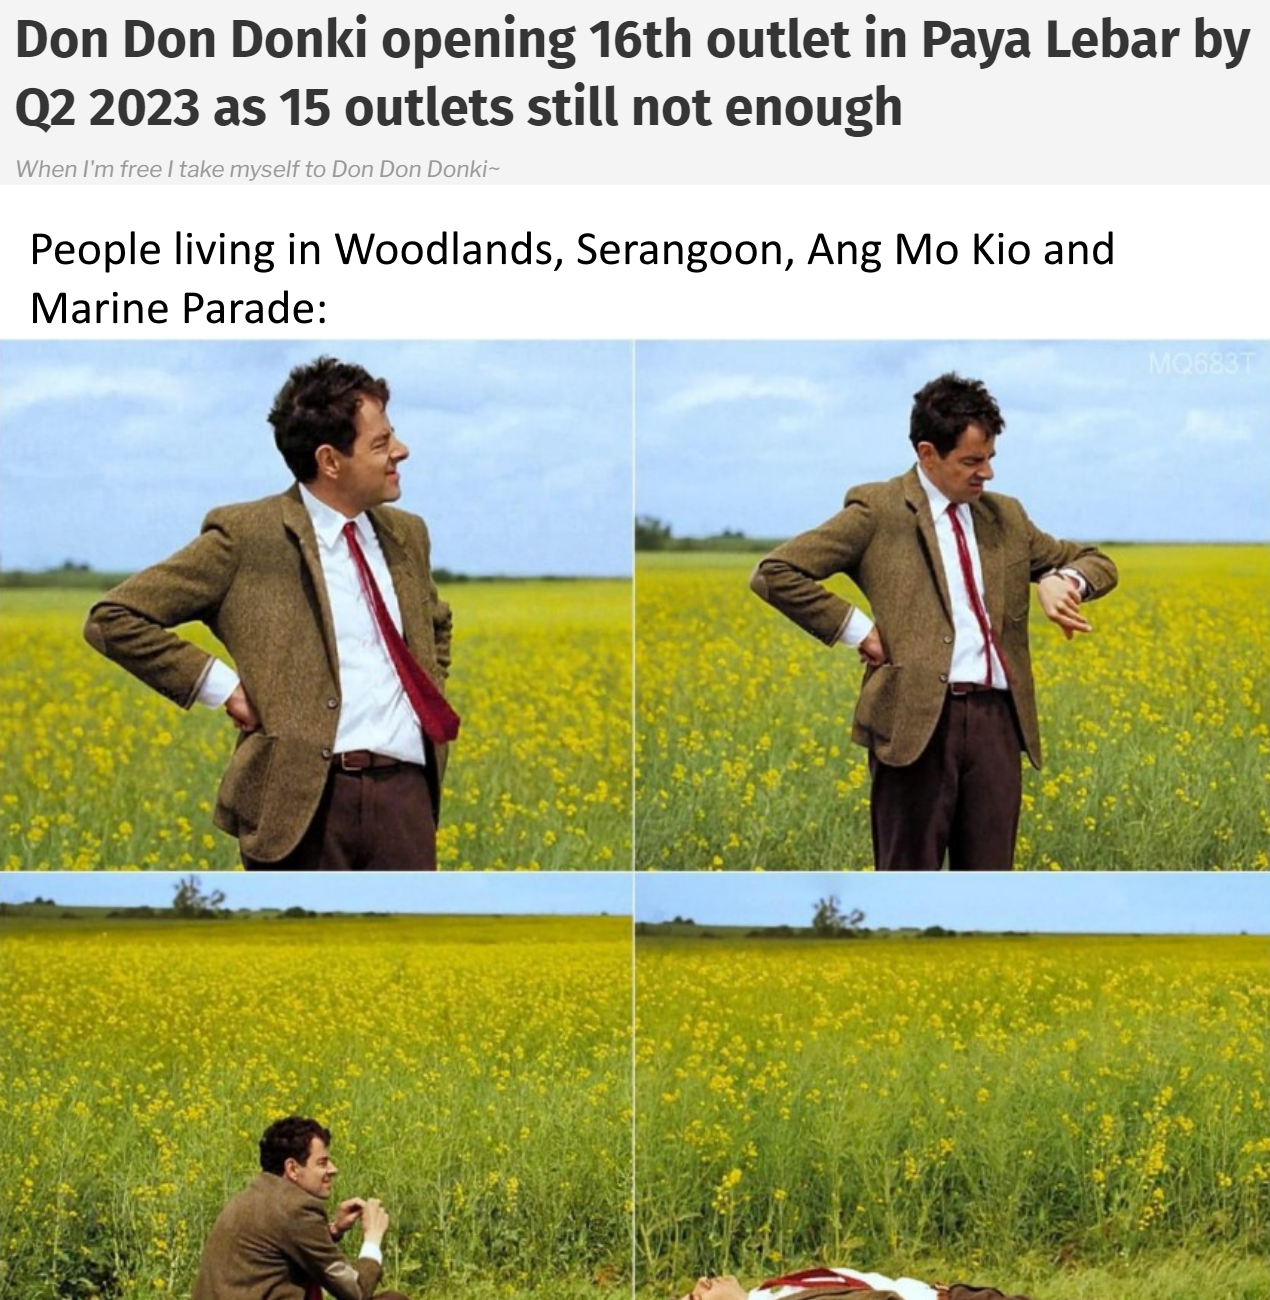 Don Don Donki opening 16th outlet in Paya Lebar by
Q2 2023 as 15 outlets still not enough
When I'm free I take myself to Don Don Donki~
People living in Woodlands, Serangoon, Ang Mo Kio and
Marine Parade:
MQ683T